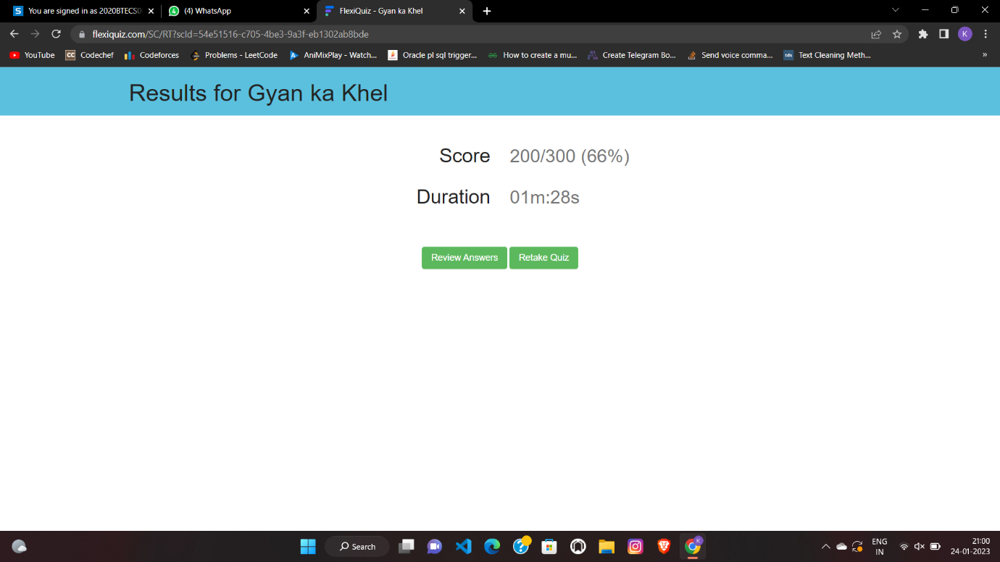 You are signed in as 2020BTECS0
(4) WhatsApp
FlexiQuiz - Gyan ka Khel
flexiquiz.com/SC/RT?scId=54e51516-c705-4be3-9a3f-eb1302ab8bde
K
YouTube
CC Codechef
Codeforces
Problems - LeetCode
AniMixPlay - Watch...
Oracle pl sql trigger...
How to create a mu...
Create Telegram Bo...
Send voice comma...
tds Text Cleaning Meth...
»
Results for Gyan ka Khel
Score 200/300 (66%)
Duration 01m:28s
Review Answers Retake Quiz
Search
K
ENG
IN
21:00
24-01-2023